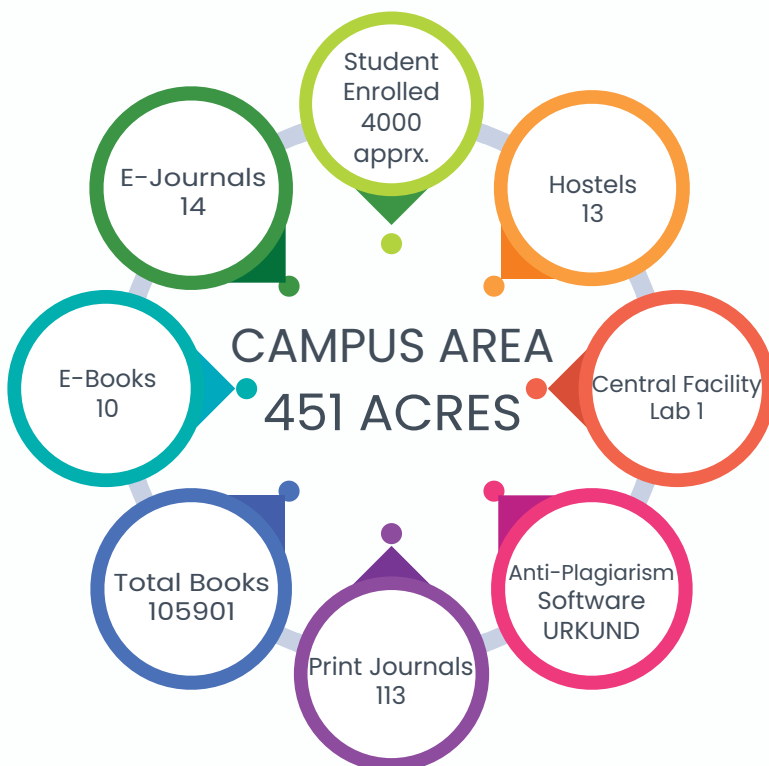 Student
Enrolled
4000
apprx.
E-Journals
14
Hostels
13
CAMPUS AREA
451 ACRES
E-Books
10
Central Facility
Lab 1
Total Books
105901
Anti-Plagiarism
Software
URKUND
Print Journals
113